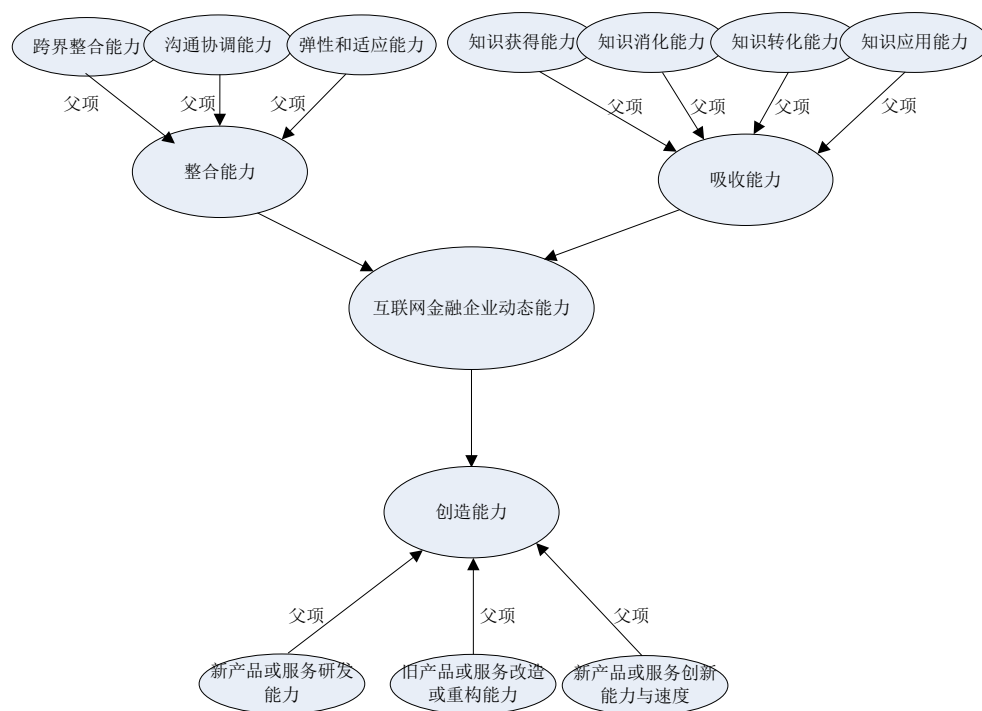 跨界整合能力
沟通协调能力
弹性和适应能力
知识获得能力
知识消化能力
知识转化能力
知识应用能力
父项
父项
父项
父项
父项
父项
父项
整合能力
吸收能力
互联网金融企业动态能力
创造能力
父项
父项
父项
新产品或服务研发
能力
旧产品或服务改造
或重构能力
新产品或服务创新
能力与速度